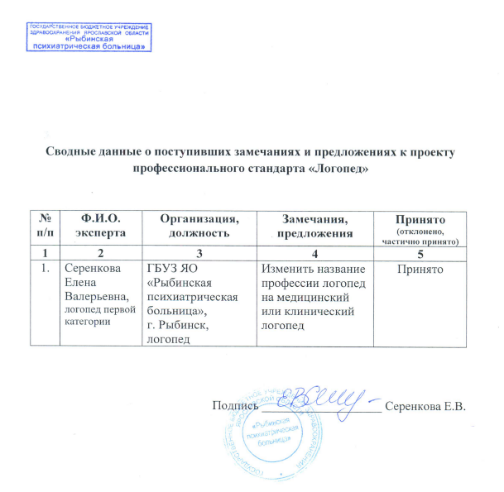 ГОСУДАРСТВЕННОЕ БЮДЖЕТНОЕ УЧРЕЖДЕНИЕ
ЗДРАВООХРАНЕНИЯ ЯРОСЛАВСКОЙ ОБЛАСТИ
«Рыбинская
психиатрическая больница»
Сводные данные о поступивших замечаниях и предложениях к проекту
профессионального стандарта «Логопед»
№ п/п
Ф.И.О. эксперта
Организация, должность
Замечания, предложения
Принято
(отклонено,
частично принято)
1 2 3 4 5
1.
Серенкова
Елена
Валерьевна,
логопед первой
категории
ГБУЗ ЯО
«Рыбинская
психиатрическая
больница»,
г. Рыбинск,
логопед
Изменить название
профессии логопед
на медицинский
или клинический
логопед
Принято
Подпись Серенкова Е.В.
«Рыбинская
психиатрическая
больница»